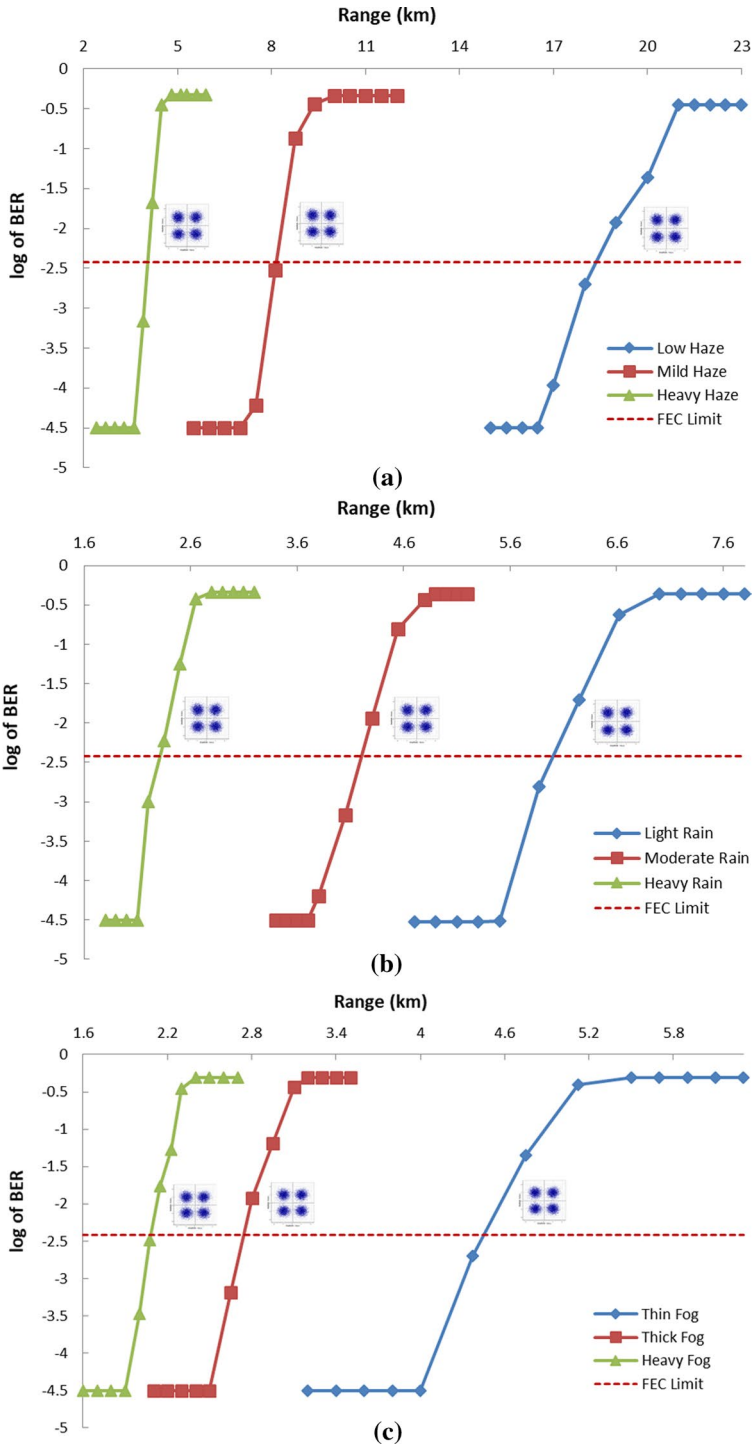 Range (km)
2 5 8 11 14 17 20 23
0
-0.5
-1
-1.5
-2
-2.5
-3
-3.5
-4
-4.5
-5
log of BER
Low Haze
Mild Haze
Heavy Haze
FEC Limit
(a)
Range (km)
1.6 2.6 3.6 4.6 5.6 6.6 7.6
0
-0.5
-1
-1.5
-2
-2.5
-3
-3.5
-4
-4.5
-5
log of BER
Light Rain
Moderate Rain
Heavy Rain
FEC Limit
(b)
Range (km)
1.6 2.2 2.8 3.4 4 4.6 5.2 5.8
0
-0.5
-1
-1.5
-2
-2.5
-3
-3.5
-4
-4.5
-5
log of BER
Thin Fog
Thick Fog
Heavy Fog
FEC Limit
(c)